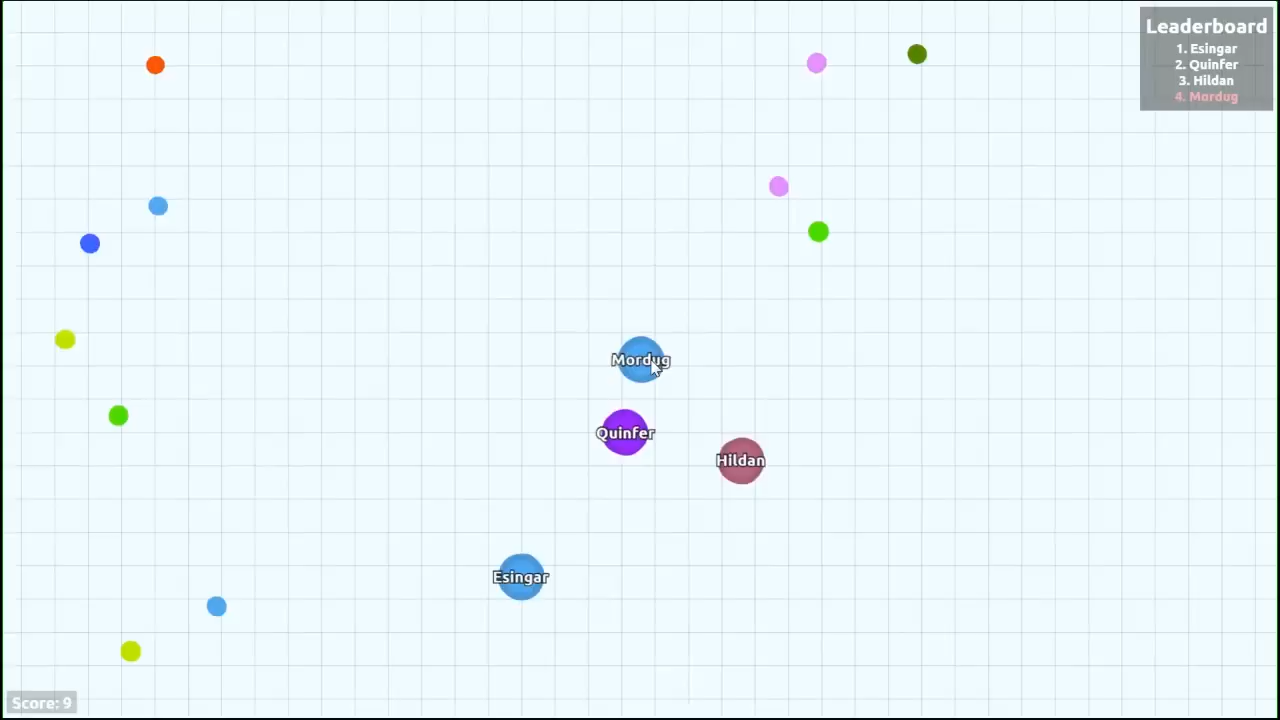 Leaderboard
1. Esingar
2. Quinfer
3. Hildan
4. Mordug
Mordug
Quinfer
Hildan
Esingar
Score: 9